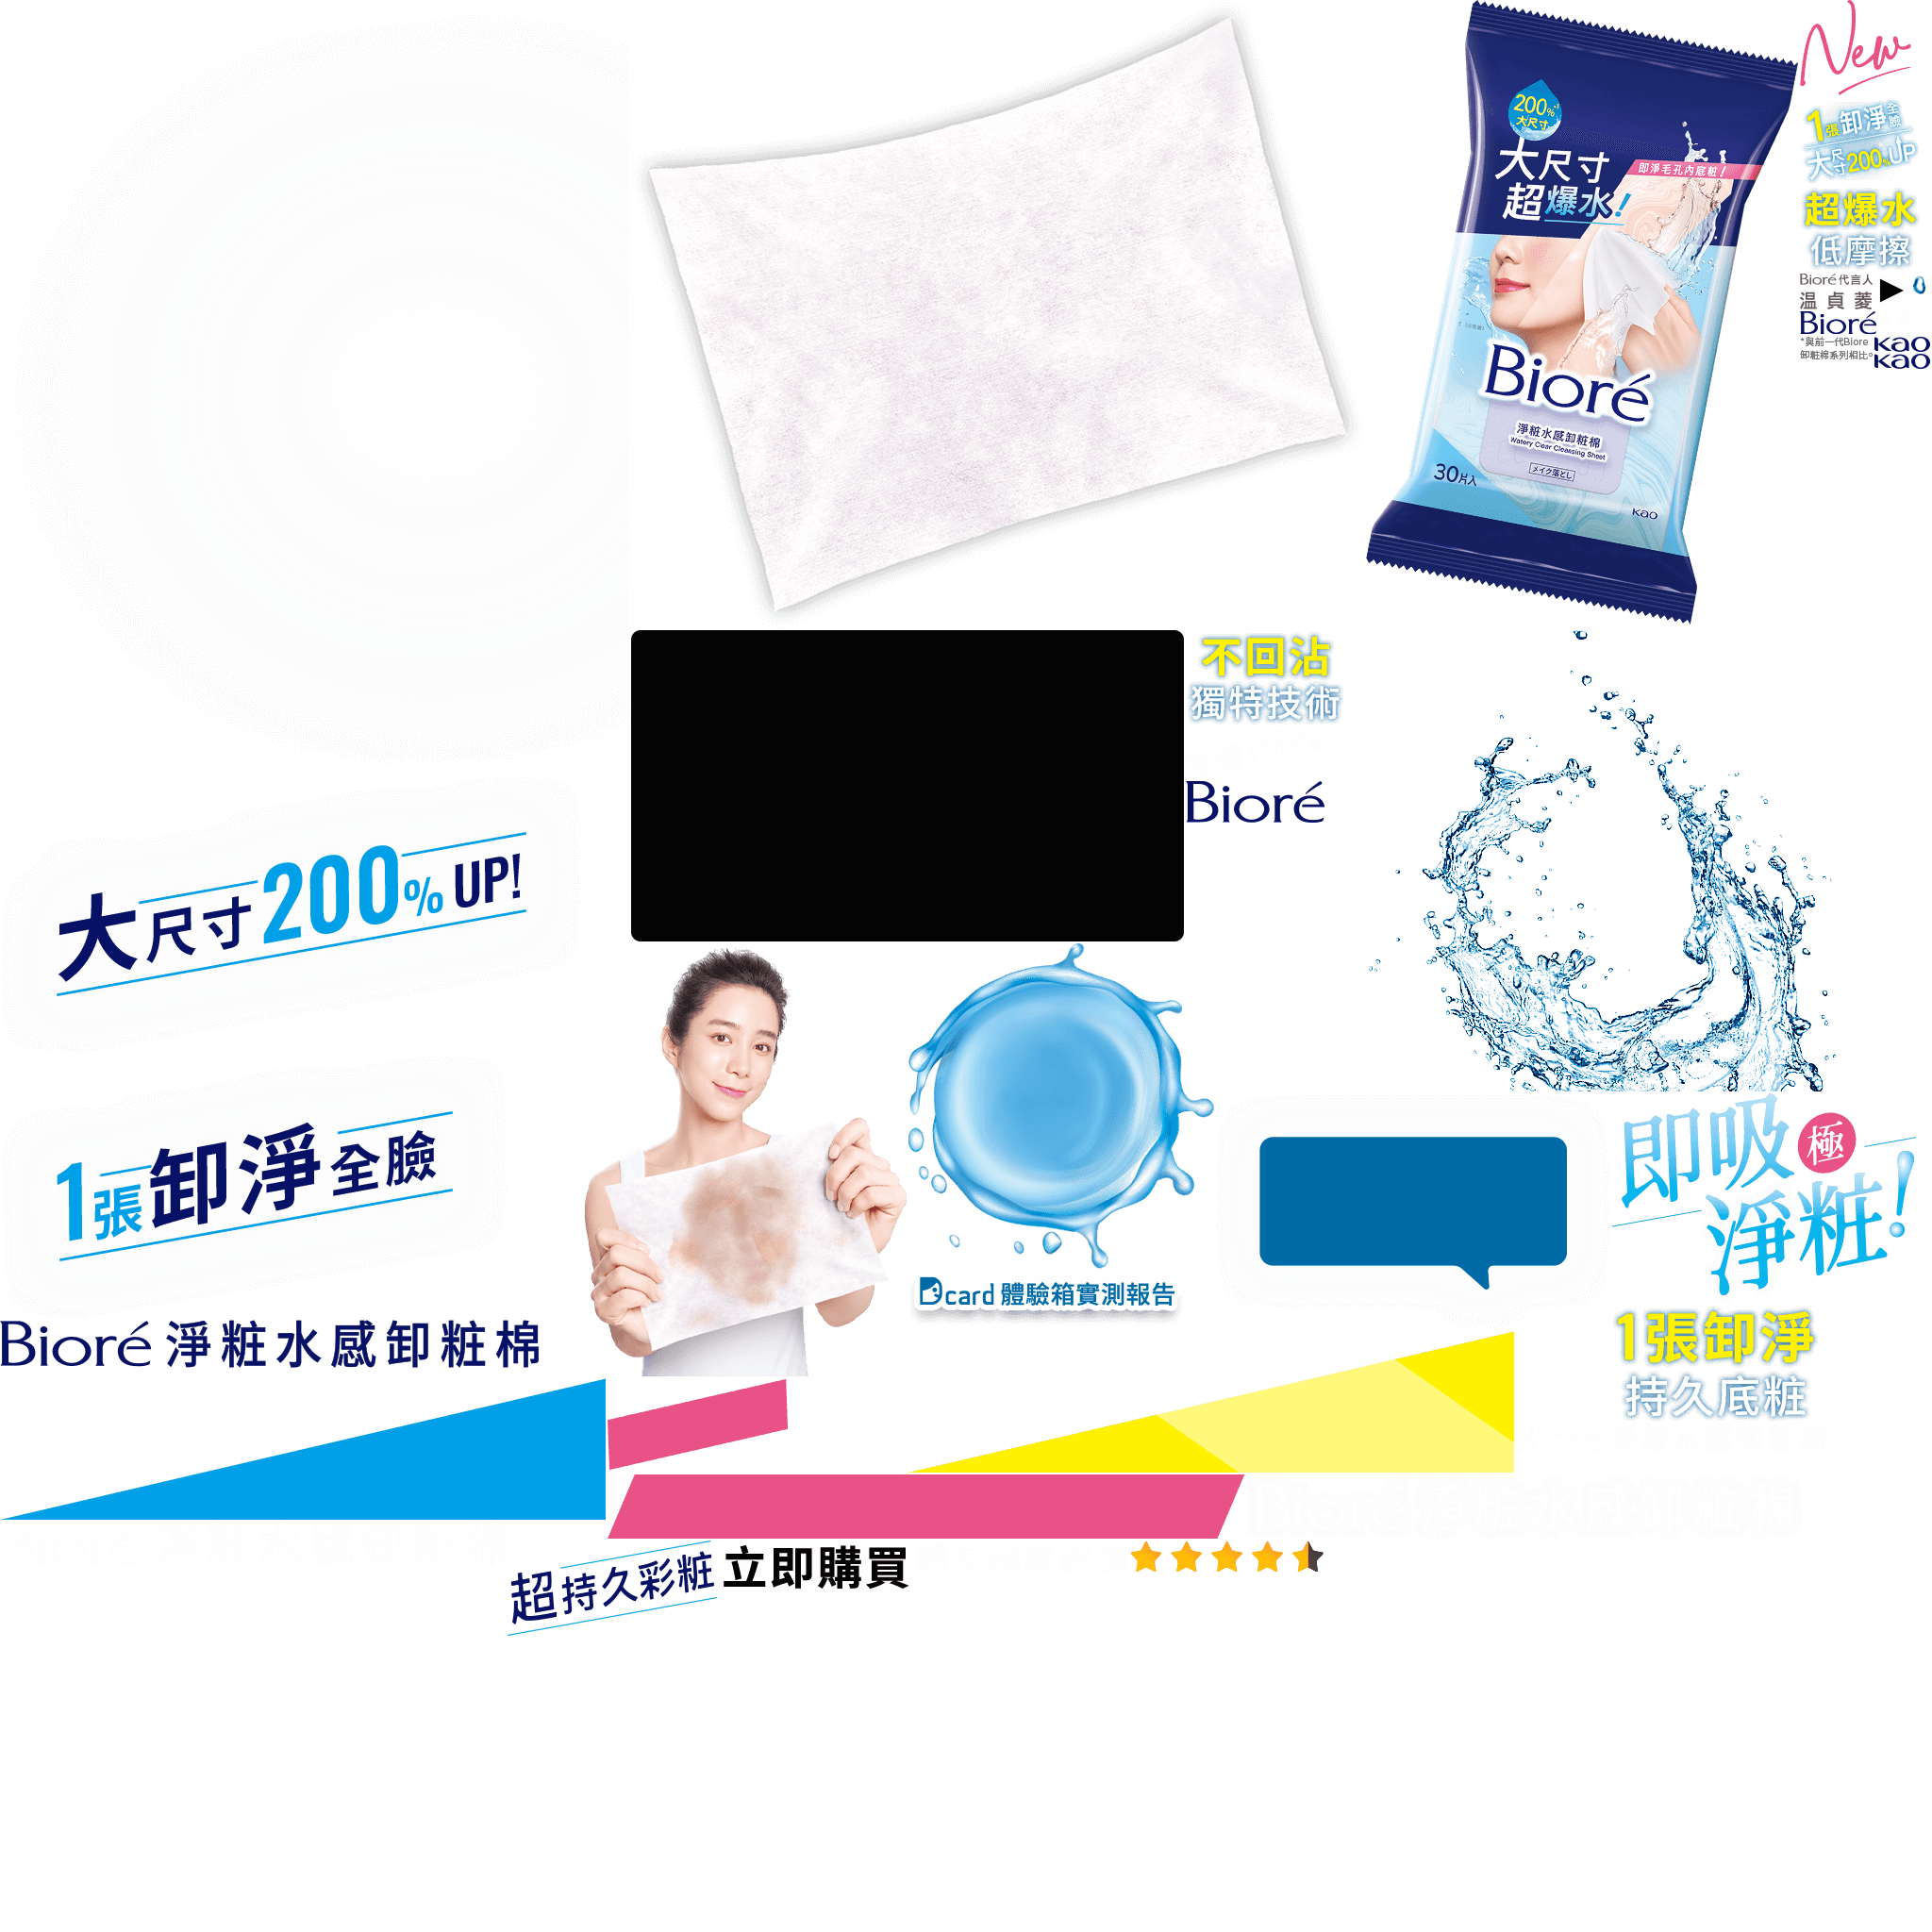 New
200%
大尺寸
大尺寸
超爆水!
即淨毛孔內底粧!
Bioré
淨粧水感卸粧棉
Watery Clear Cleansing Sheet
メイク落とし
30片入
Kao
1張卸淨全臉
大尺寸200%UP
超爆水
低摩擦
Bioré代言人
温貞菱
Bioré
*與前一代Biore
卸粧棉系列相比。
Kao
Kao
不回沾
獨特技術
Bioré
大尺寸200%UP!
1張卸淨全臉
Bioré 淨粧水感卸粧棉
Dcard 體驗箱實測報告
即吸極
淨粧!
1張卸淨
持久底粧
超持久彩粧
立即購買